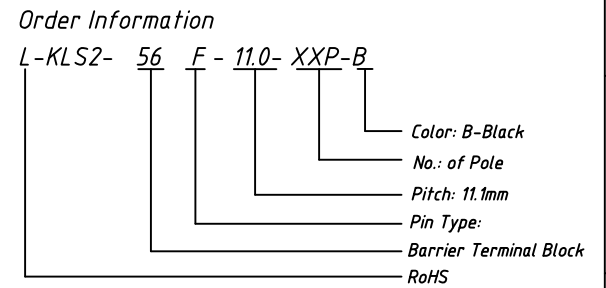 Order Information
L-KLS2- 56 F - 11.0- XXP-B
Color: B-Black
No.: of Pole
Pitch: 11.1mm
Pin Type:
Barrier Terminal Block
RoHS